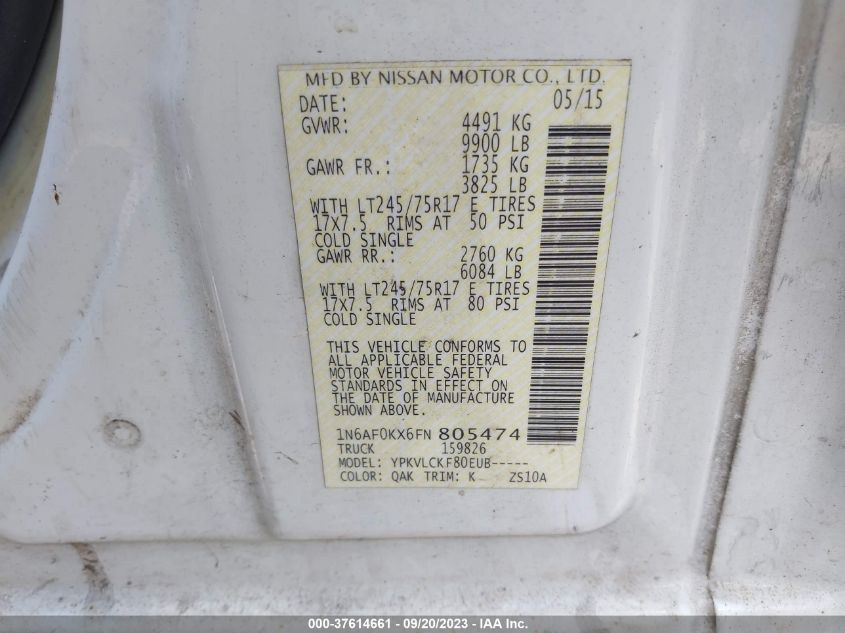 MFD BY NISSAN MOTOR CO., LTD.
DATE: 05/15
GVWR: 4491 KG
9900 LB
GAWR FR.: 1735 KG
3825 LB
WITH LT245/75R17 E TIRES
17X7.5 RIMS AT 50 PSI
COLD SINGLE
GAWR RR.: 2760 KG
6084 LB
WITH LT245/75R17 E TIRES
17X7.5 RIMS AT 80 PSI
COLD SINGLE
THIS VEHICLE CONFORMS TO
ALL APPLICABLE FEDERAL
MOTOR VEHICLE SAFETY
STANDARDS IN EFFECT ON
THE DATE OF MANUFACTURE
SHOWN ABOVE.
1N6AF0KX6FN 805474
TRUCK 159826
MODEL: YPKVLCKF80EUB-----
COLOR: QAK TRIM: K ZS10A
000-37614661 - 09/20/2023 - IAA Inc.